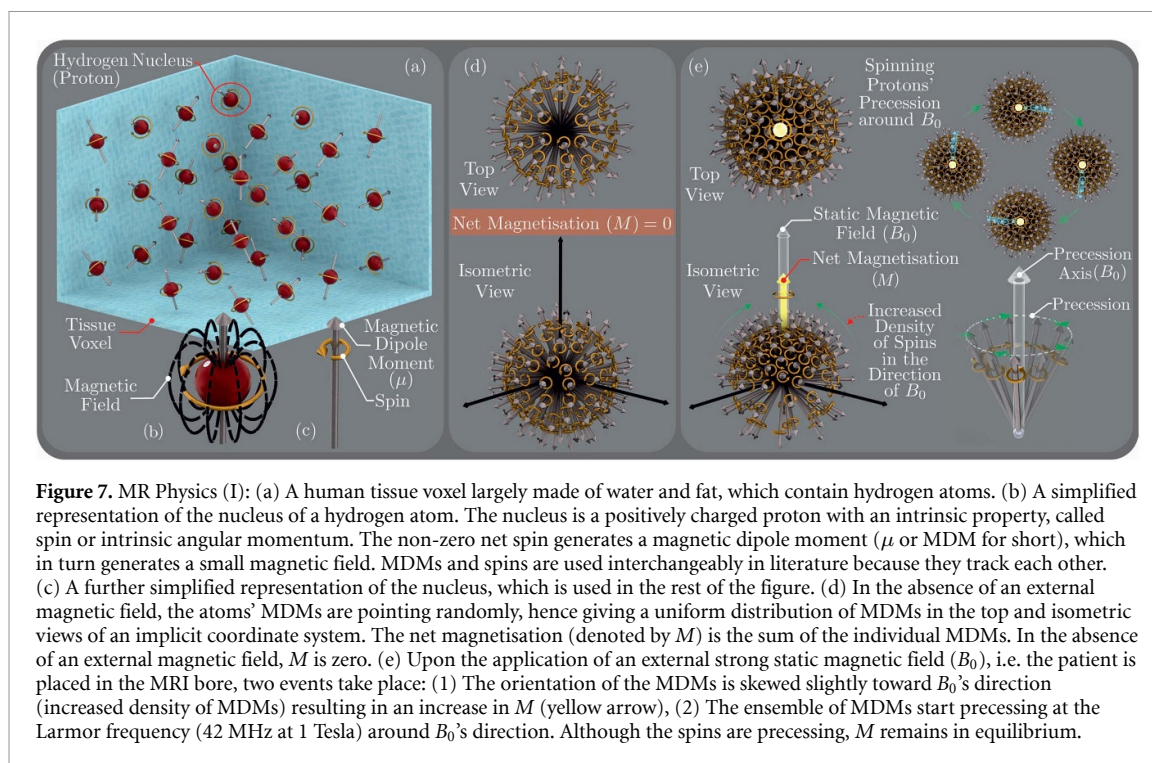 Hydrogen Nucleus
(Proton)
(a)
Tissue
Voxel
Magnetic
Field
(b)
Magnetic
Dipole
Moment
(μ)
Spin
(c)
(d)
Top
View
Net Magnetisation (M) = 0
Isometric
View
(e)
Top
View
Spinning
Protons'
Precession
around B₀
Static Magnetic
Field (B₀)
Net Magnetisation
(M)
Isometric
View
Increased
Density
of Spins
in the
Direction
of B₀
Precession
Axis(B₀)
Precession
Figure 7. MR Physics (I): (a) A human tissue voxel largely made of water and fat, which contain hydrogen atoms. (b) A simplified
representation of the nucleus of a hydrogen atom. The nucleus is a positively charged proton with an intrinsic property, called
spin or intrinsic angular momentum. The non-zero net spin generates a magnetic dipole moment (μ or MDM for short), which
in turn generates a small magnetic field. MDMs and spins are used interchangeably in literature because they track each other.
(c) A further simplified representation of the nucleus, which is used in the rest of the figure. (d) In the absence of an external
magnetic field, the atoms' MDMs are pointing randomly, hence giving a uniform distribution of MDMs in the top and isometric
views of an implicit coordinate system. The net magnetisation (denoted by M) is the sum of the individual MDMs. In the absence
of an external magnetic field, M is zero. (e) Upon the application of an external strong static magnetic field (B₀), i.e. the patient is
placed in the MRI bore, two events take place: (1) The orientation of the MDMs is skewed slightly toward B₀'s direction
(increased density of MDMs) resulting in an increase in M (yellow arrow), (2) The ensemble of MDMs start precessing at the
Larmor frequency (42 MHz at 1 Tesla) around B₀'s direction. Although the spins are precessing, M remains in equilibrium.